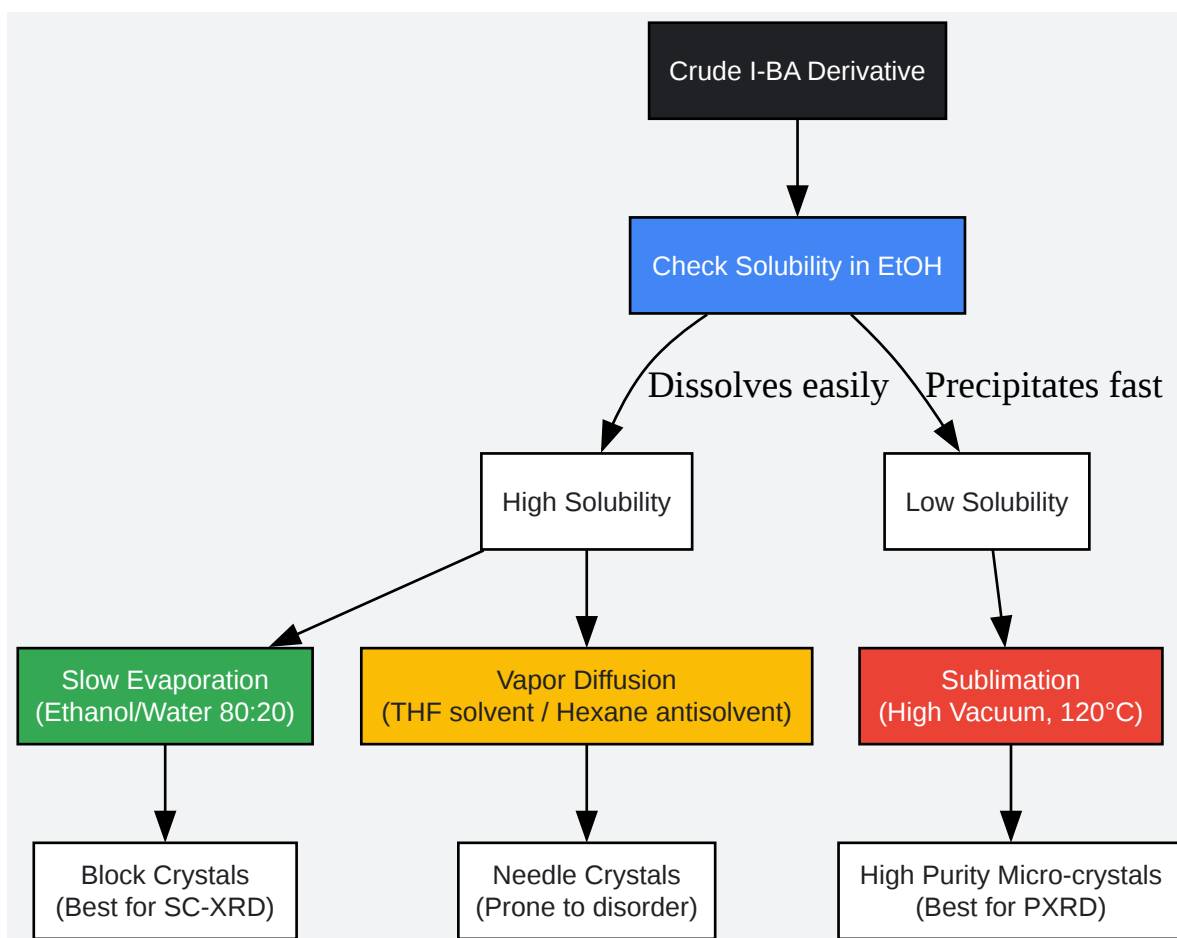 Crude I-BA Derivative
Check Solubility in EtOH
Dissolves easily
Precipitates fast
High Solubility
Low Solubility
Slow Evaporation
(Ethanol/Water 80:20)
Vapor Diffusion
(THF solvent / Hexane antisolvent)
Sublimation
(High Vacuum, 120°C)
Block Crystals
(Best for SC-XRD)
Needle Crystals
(Prone to disorder)
High Purity Micro-crystals
(Best for PXRD)